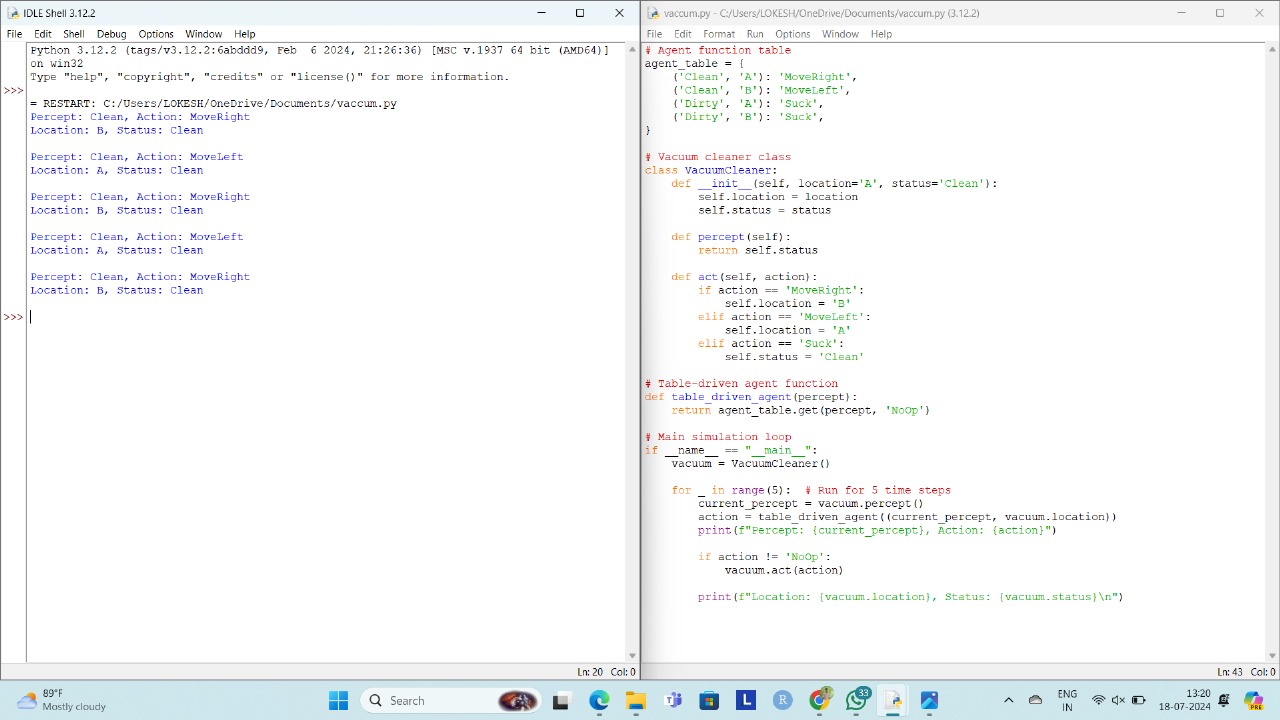 IDLE Shell 3.12.2
File Edit Shell Debug Options Window Help
Python 3.12.2 (tags/v3.12.2:6abddd9, Feb  6 2024, 21:26:36) [MSC v.1937 64 bit (AMD64)]
on win32
Type "help", "copyright", "credits" or "license()" for more information.
>>>
= RESTART: C:/Users/LOKESH/OneDrive/Documents/vaccum.py
Percept: Clean, Action: MoveRight
Location: B, Status: Clean
Percept: Clean, Action: MoveLeft
Location: A, Status: Clean
Percept: Clean, Action: MoveRight
Location: B, Status: Clean
Percept: Clean, Action: MoveLeft
Location: A, Status: Clean
Percept: Clean, Action: MoveRight
Location: B, Status: Clean
>>>
Ln: 20 Col: 0
vaccum.py - C:/Users/LOKESH/OneDrive/Documents/vaccum.py (3.12.2)
File Edit Format Run Options Window Help
# Agent function table
agent_table = {
    ('Clean', 'A'): 'MoveRight',
    ('Clean', 'B'): 'MoveLeft',
    ('Dirty', 'A'): 'Suck',
    ('Dirty', 'B'): 'Suck',
}
# Vacuum cleaner class
class VacuumCleaner:
    def __init__(self, location='A', status='Clean'):
        self.location = location
        self.status = status
    def percept(self):
        return self.status
    def act(self, action):
        if action == 'MoveRight':
            self.location = 'B'
        elif action == 'MoveLeft':
            self.location = 'A'
        elif action == 'Suck':
            self.status = 'Clean'
# Table-driven agent function
def table_driven_agent(percept):
    return agent_table.get(percept, 'NoOp')
# Main simulation loop
if __name__ == "__main__":
    vacuum = VacuumCleaner()
    for _ in range(5):  # Run for 5 time steps
        current_percept = vacuum.percept()
        action = table_driven_agent((current_percept, vacuum.location))
        print(f"Percept: {current_percept}, Action: {action}")
        if action != 'NoOp':
            vacuum.act(action)
        print(f"Location: {vacuum.location}, Status: {vacuum.status}\n")
Ln: 43 Col: 0
89°F
Mostly cloudy
Search
L
R
33
ENG
IN
13:20
18-07-2024
PRE